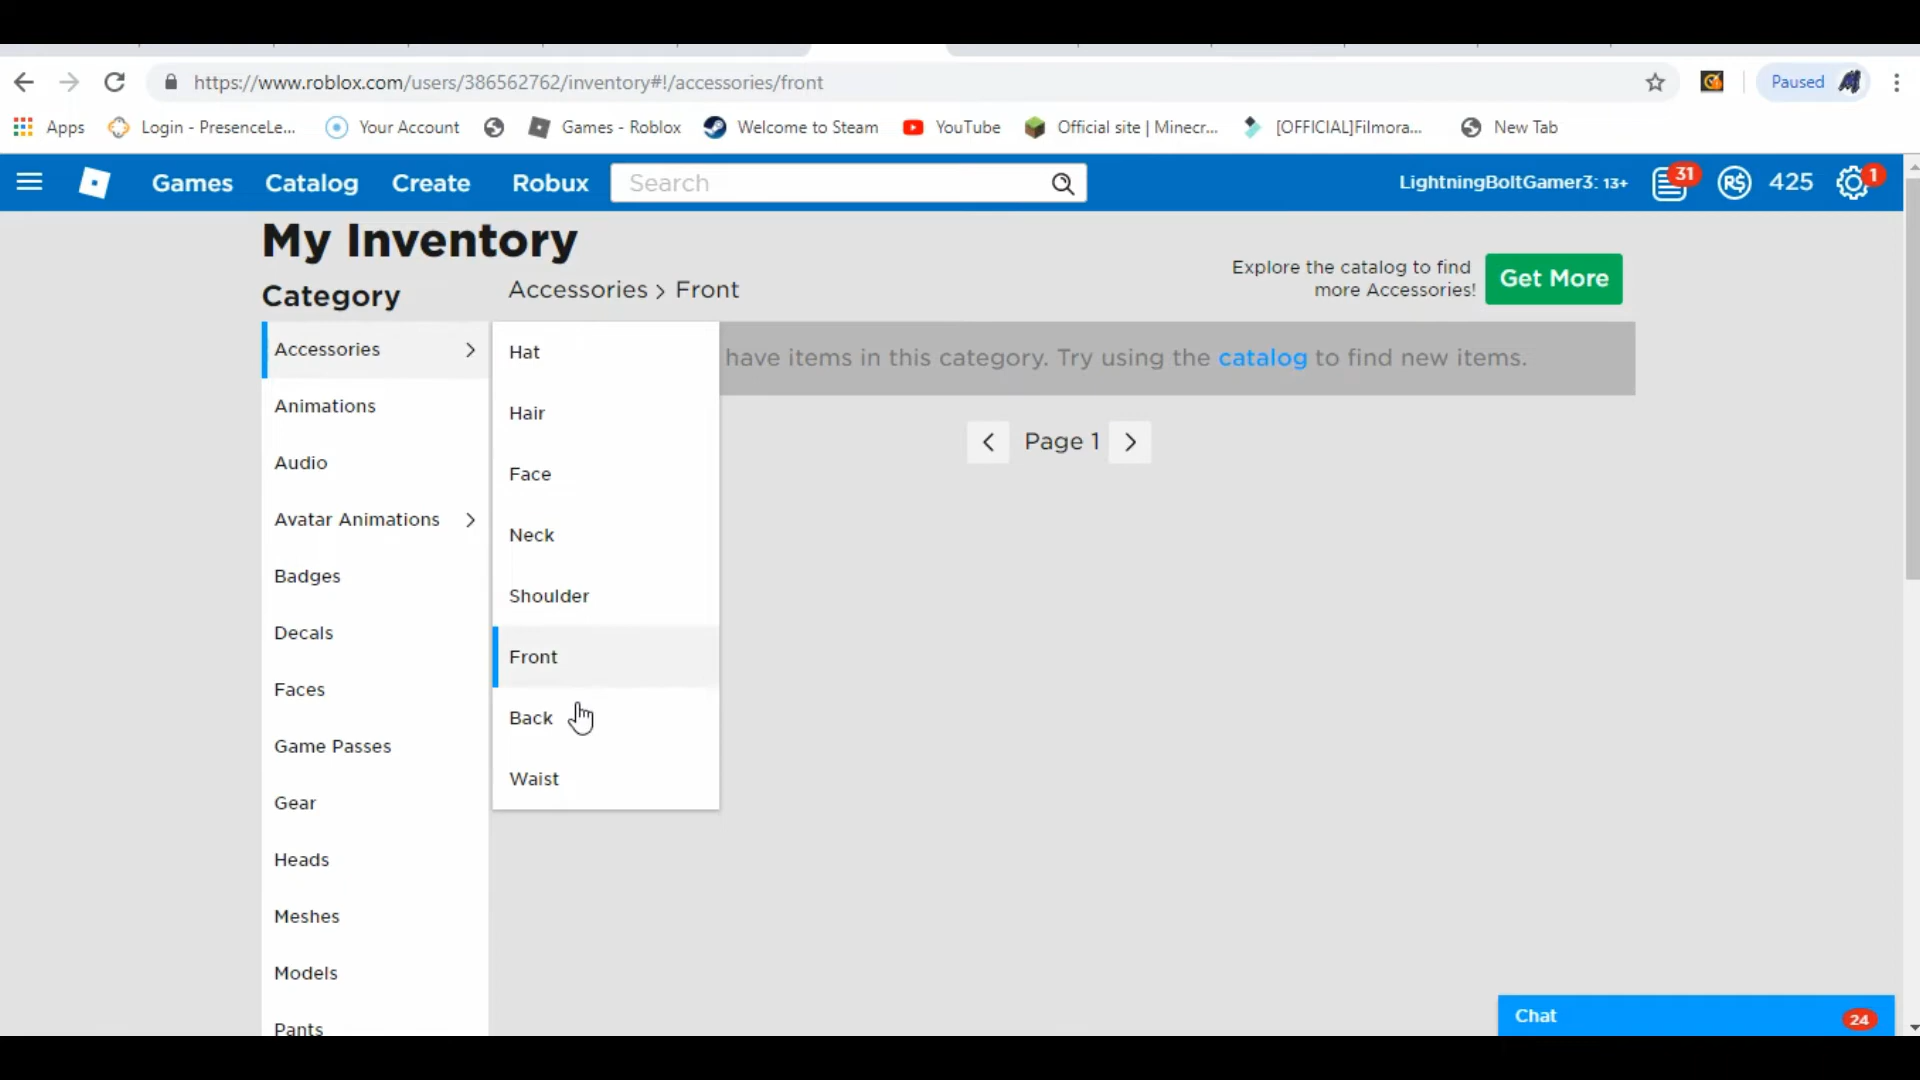 https://www.roblox.com/users/386562762/inventory#!/accessories/front
Paused
Apps
Login - PresenceLe...
Your Account
Games - Roblox
Welcome to Steam
YouTube
Official site | Minecr...
[OFFICIAL]Filmora...
New Tab
Games
Catalog
Create
Robux
Search
LightningBoltGamer3: 13+
31
R$
425
1
My Inventory
Category
Accessories > Front
Explore the catalog to find
more Accessories!
Get More
Accessories
Animations
Audio
Avatar Animations
Badges
Decals
Faces
Game Passes
Gear
Heads
Meshes
Models
Pants
Hat
Hair
Face
Neck
Shoulder
Front
Back
Waist
have items in this category. Try using the catalog to find new items.
Page 1
Chat
24